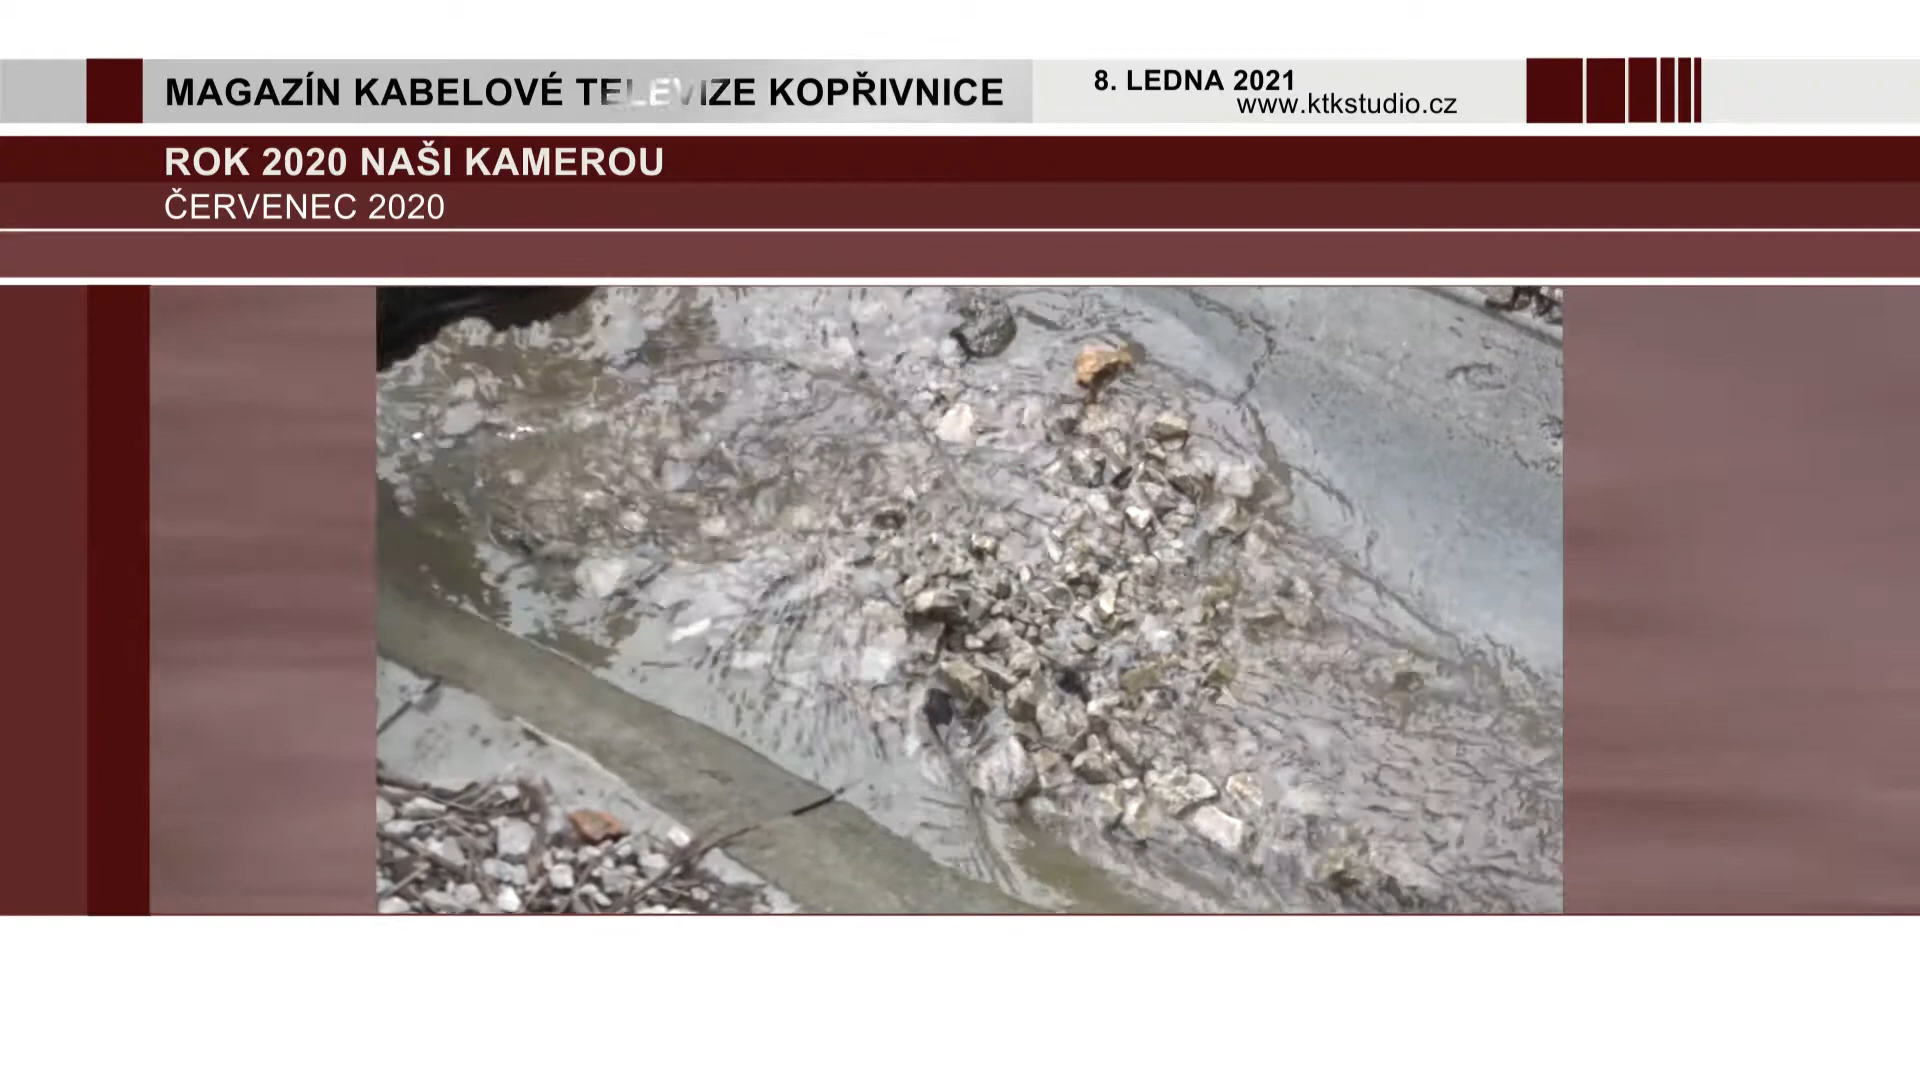 MAGAZÍN KABELOVÉ TELEVIZE KOPŘIVNICE
8. LEDNA 2021
www.ktkstudio.cz
ROK 2020 NAŠI KAMEROU
ČERVENEC 2020